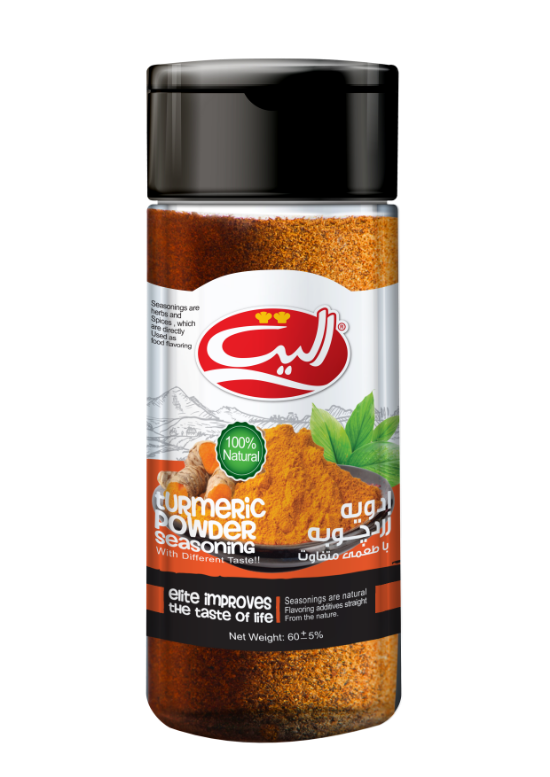 Seasonings are
herbs and
Spices , which
are directly
Used as
food flavoring
الیت®
100%
Natural
tURMERIC
POWDER
seasoning
With Different Taste!!
ادویه
زردچوبه
با طعمی متفاوت
elite improves
the taste of life
Seasonings are natural
Flavoring additives straight
From the nature.
Net Weight: 60±5%